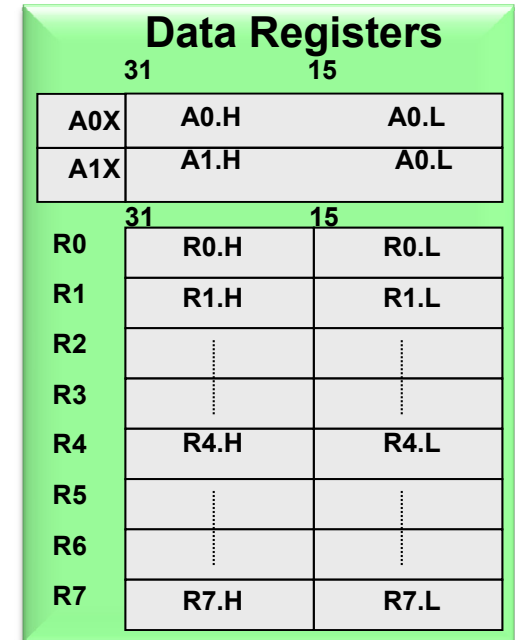 Data Registers
31 15
A0X A0.H A0.L
A1X A1.H A0.L
31 15
R0 R0.H R0.L
R1 R1.H R1.L
R2
R3
R4 R4.H R4.L
R5
R6
R7 R7.H R7.L